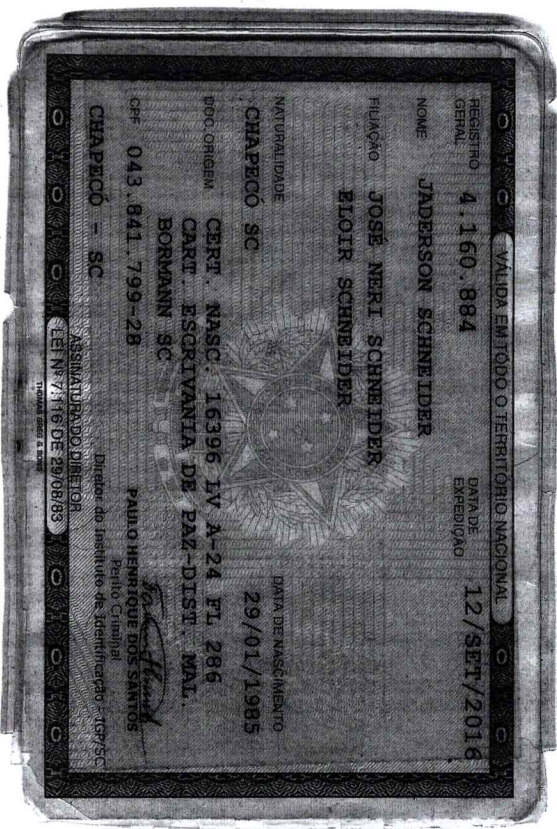 VÁLIDA EM TODO O TERRITÓRIO NACIONAL
REGISTRO GERAL 4.160.884 DATA DE EXPEDIÇÃO 12/SET/2016
NOME JADERSON SCHNEIDER
FILIAÇÃO JOSÉ NERI SCHNEIDER
ELOIR SCHNEIDER
NATURALIDADE DATA DE NASCIMENTO
CHAPECÓ SC 29/01/1985
DOC. ORIGEM CERT. NASC. 16396 LV A-24 FL 286
CART. ESCRIVANIA DE PAZ-DIST. MAL.
BORMANN SC
CPF 043.841.799-28
PAULO HENRIQUE DOS SANTOS
Perito Criminal
CHAPECÓ - SC Diretor do Instituto de Identificação - IGP/SC
ASSINATURA DO DIRETOR
LEI Nº 7.116 DE 29/08/83